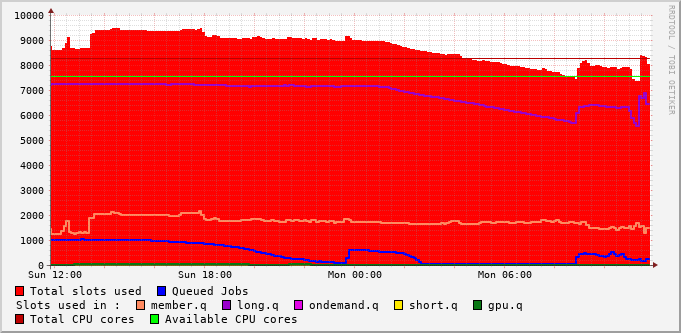 10000
9000
8000
7000
6000
5000
4000
3000
2000
1000
0
Sun 12:00 Sun 18:00 Mon 00:00 Mon 06:00
Total slots used Queued Jobs
Slots used in : member.q long.q ondemand.q short.q gpu.q
Total CPU cores Available CPU cores
RRDTOOL / TOBI OETIKER